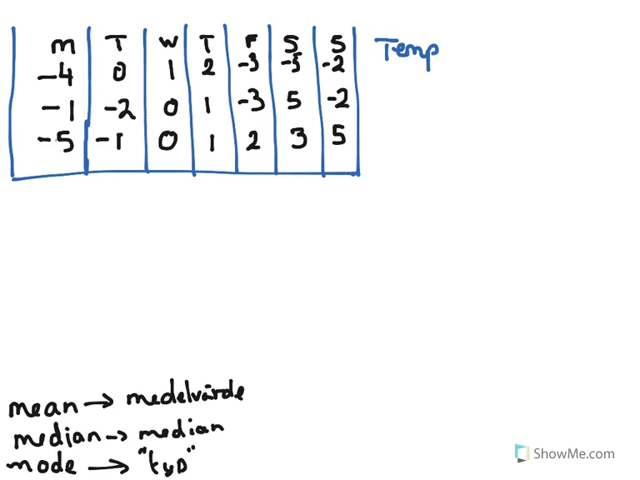 M T W T F S S Temp
-4 0 1 2 -3 -3 -2
-1 -2 0 1 -3 5 -2
-5 -1 0 1 2 3 5
mean → medelvärde
median → median
mode → "typ"
ShowMe.com